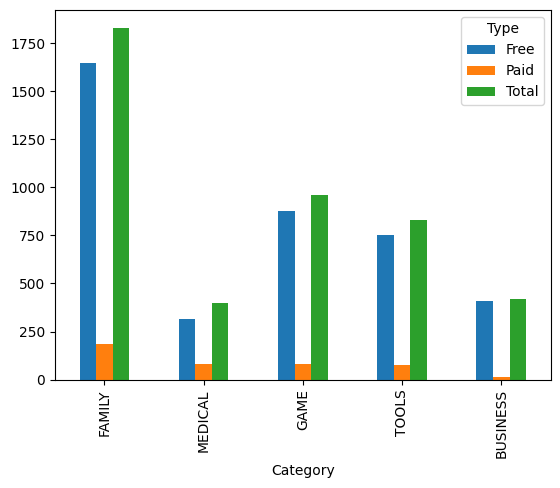 1750
1500
1250
1000
750
500
250
0
Type
Free
Paid
Total
FAMILY
MEDICAL
GAME
TOOLS
BUSINESS
Category